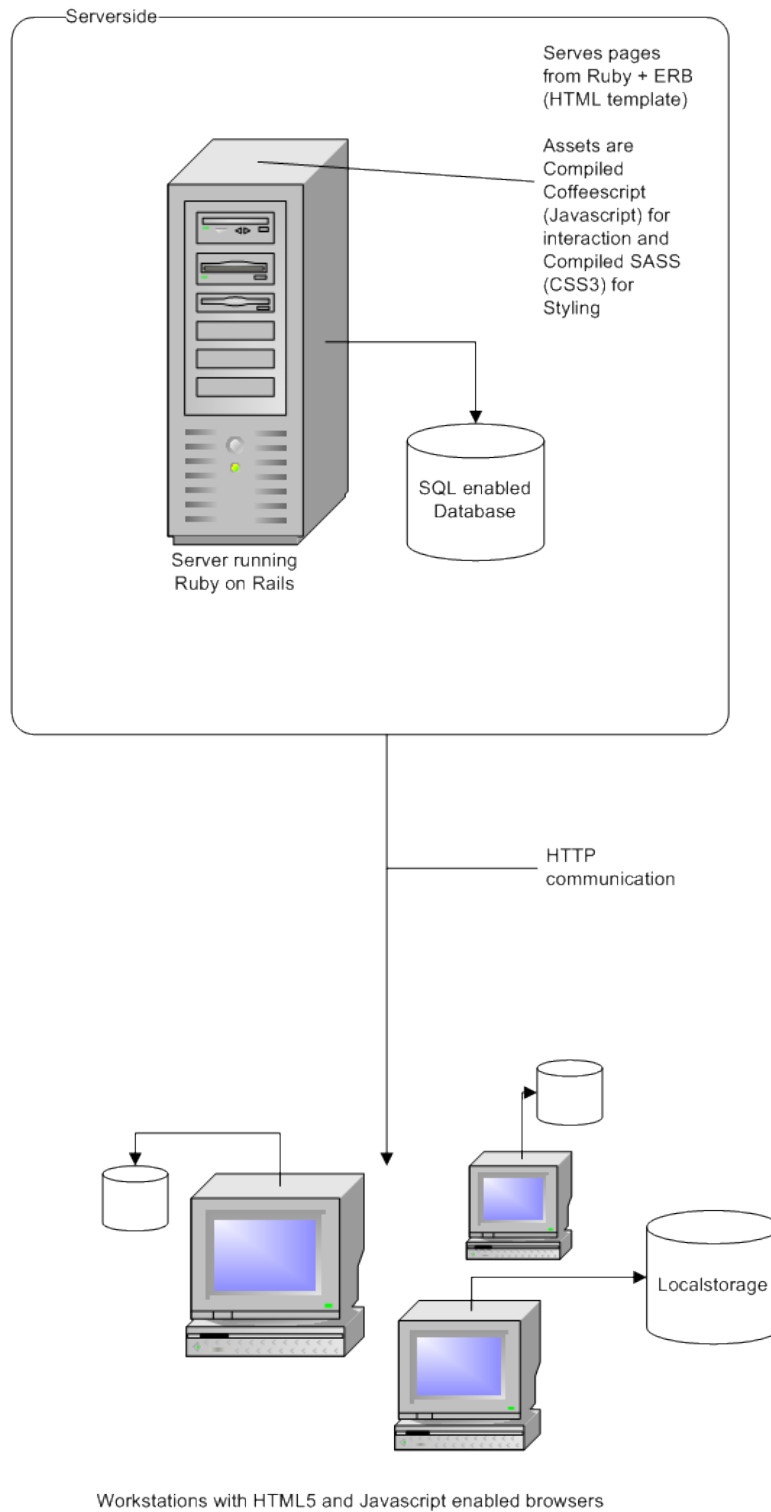 Serverside
Serves pages
from Ruby + ERB
(HTML template)
Assets are
Compiled
Coffeescript
(Javascript) for
interaction and
Compiled SASS
(CSS3) for
Styling
SQL enabled
Database
Server running
Ruby on Rails
HTTP
communication
Localstorage
Workstations with HTML5 and Javascript enabled browsers